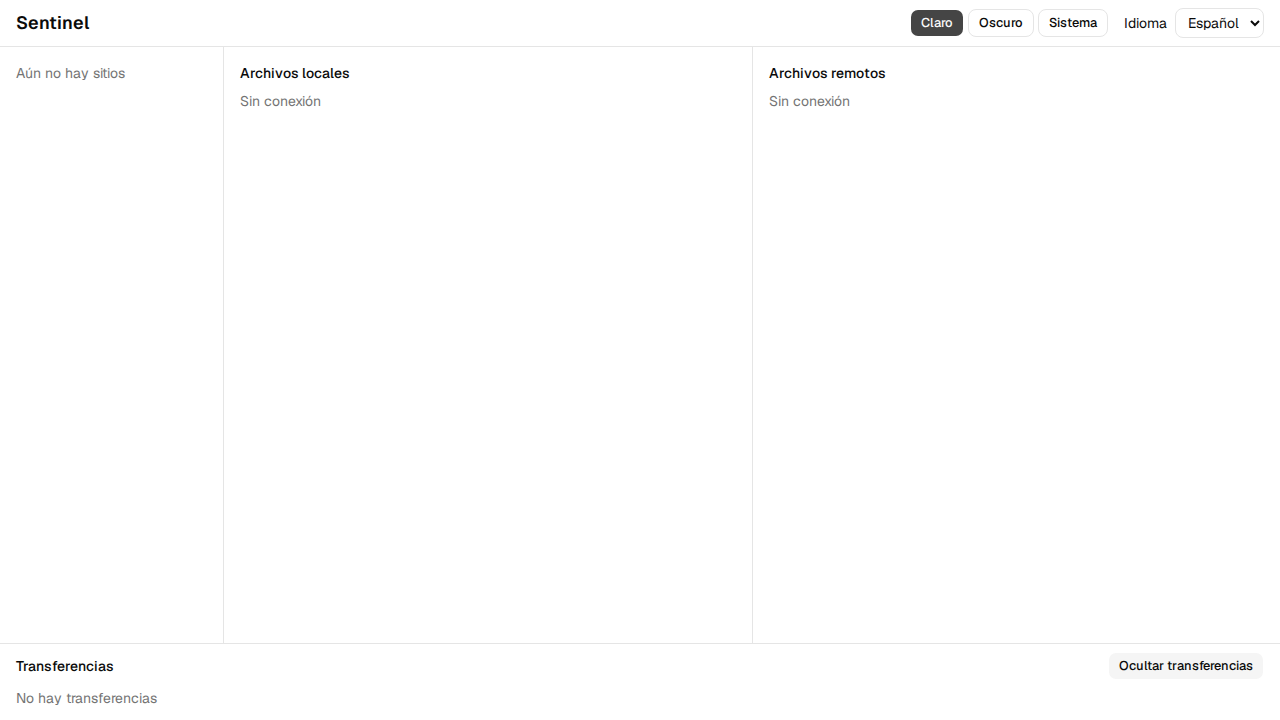 Sentinel
Claro
Oscuro
Sistema
Idioma
Español
Aún no hay sitios
Archivos locales
Sin conexión
Archivos remotos
Sin conexión
Transferencias
Ocultar transferencias
No hay transferencias